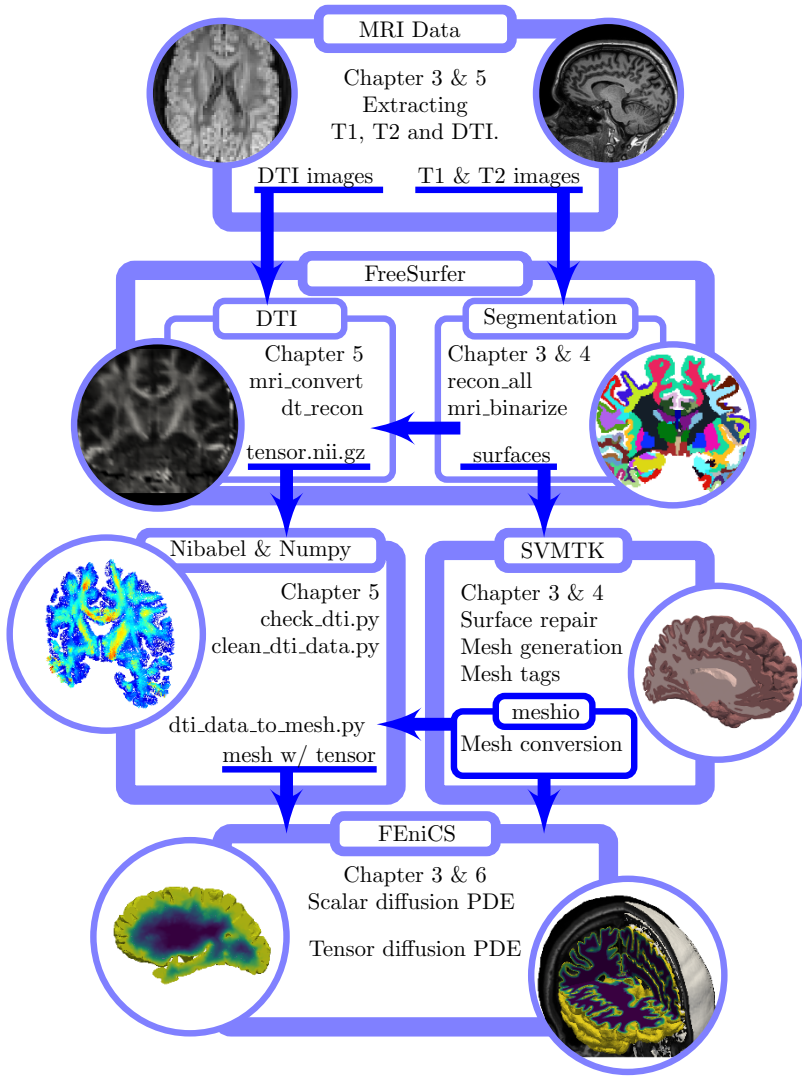 MRI Data
Chapter 3 & 5
Extracting
T1, T2 and DTI.
DTI images
T1 & T2 images
FreeSurfer
DTI
Chapter 5
mri_convert
dt_recon
tensor.nii.gz
Segmentation
Chapter 3 & 4
recon_all
mri_binarize
surfaces
Nibabel & Numpy
Chapter 5
check_dti.py
clean_dti_data.py
dti_data_to_mesh.py
mesh w/ tensor
SVMTK
Chapter 3 & 4
Surface repair
Mesh generation
Mesh tags
meshio
Mesh conversion
FEniCS
Chapter 3 & 6
Scalar diffusion PDE
Tensor diffusion PDE